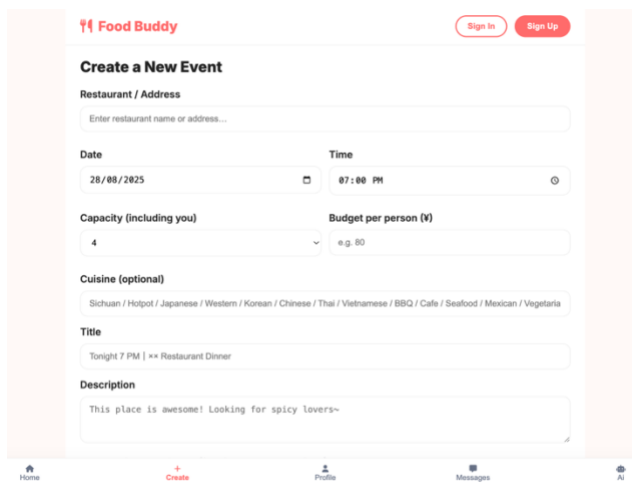 Food Buddy
Sign In
Sign Up
Create a New Event
Restaurant / Address
Enter restaurant name or address...
Date
Time
28/08/2025
07:00 PM
Capacity (including you)
Budget per person (¥)
4
e.g. 80
Cuisine (optional)
Sichuan / Hotpot / Japanese / Western / Korean / Chinese / Thai / Vietnamese / BBQ / Cafe / Seafood / Mexican / Vegetaria
Title
Tonight 7 PM | ×× Restaurant Dinner
Description
This place is awesome! Looking for spicy lovers~
Home
Create
Profile
Messages
Ai